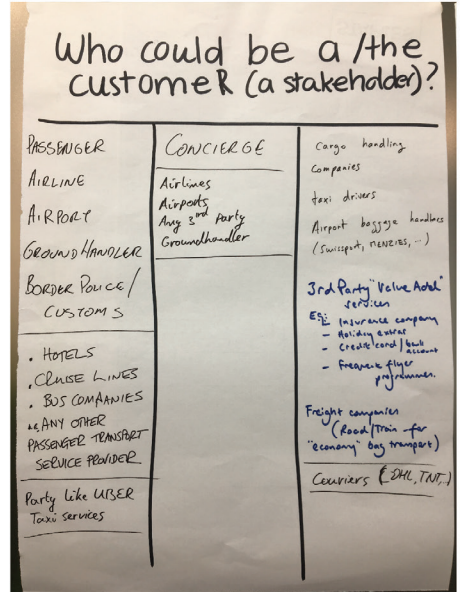 Who could be a/the
customer (a stakeholder)?
PASSENGER
AIRLINE
AIRPORT
GROUND HANDLER
BORDER POLICE/
CUSTOMS
. HOTELS
. CRUISE LINES
. BUS COMPANIES
ANY OTHER
PASSENGER TRANSPORT
SERVICE PROVIDER
Party like UBER
Taxi services
CONCIERGE
Airlines
Airports
Any 3rd Party
Groundhandler
Cargo handling
Companies
taxi drivers
Airport baggage handlers
(Swissport, MENZIES, ...)
3rd Party "Value Add"
services
EG: Insurance company
- Holiday extras
- Credit card / bank
account
- Frequent flyer
programmes.
Freight companies
(Road/Train - for
"economy" bag transport)
Couriers (DHL, TNT, ...)